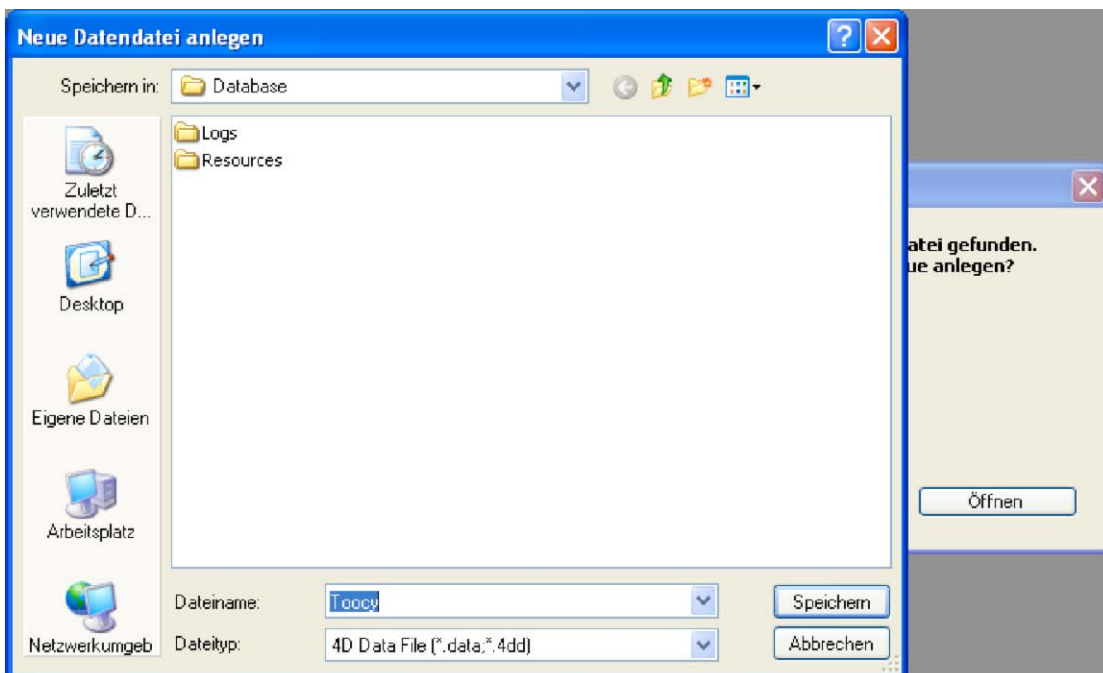 Neue Datendatei anlegen
Speichern in:
Database
Logs
Resources
Zuletzt
verwendete D...
Desktop
Eigene Dateien
Arbeitsplatz
Netzwerkumgeb
Dateiname:
Toocy
Speichern
Dateityp:
4D Data File (*.data;*.4dd)
Abbrechen
atei gefunden.
ue anlegen?
Öffnen